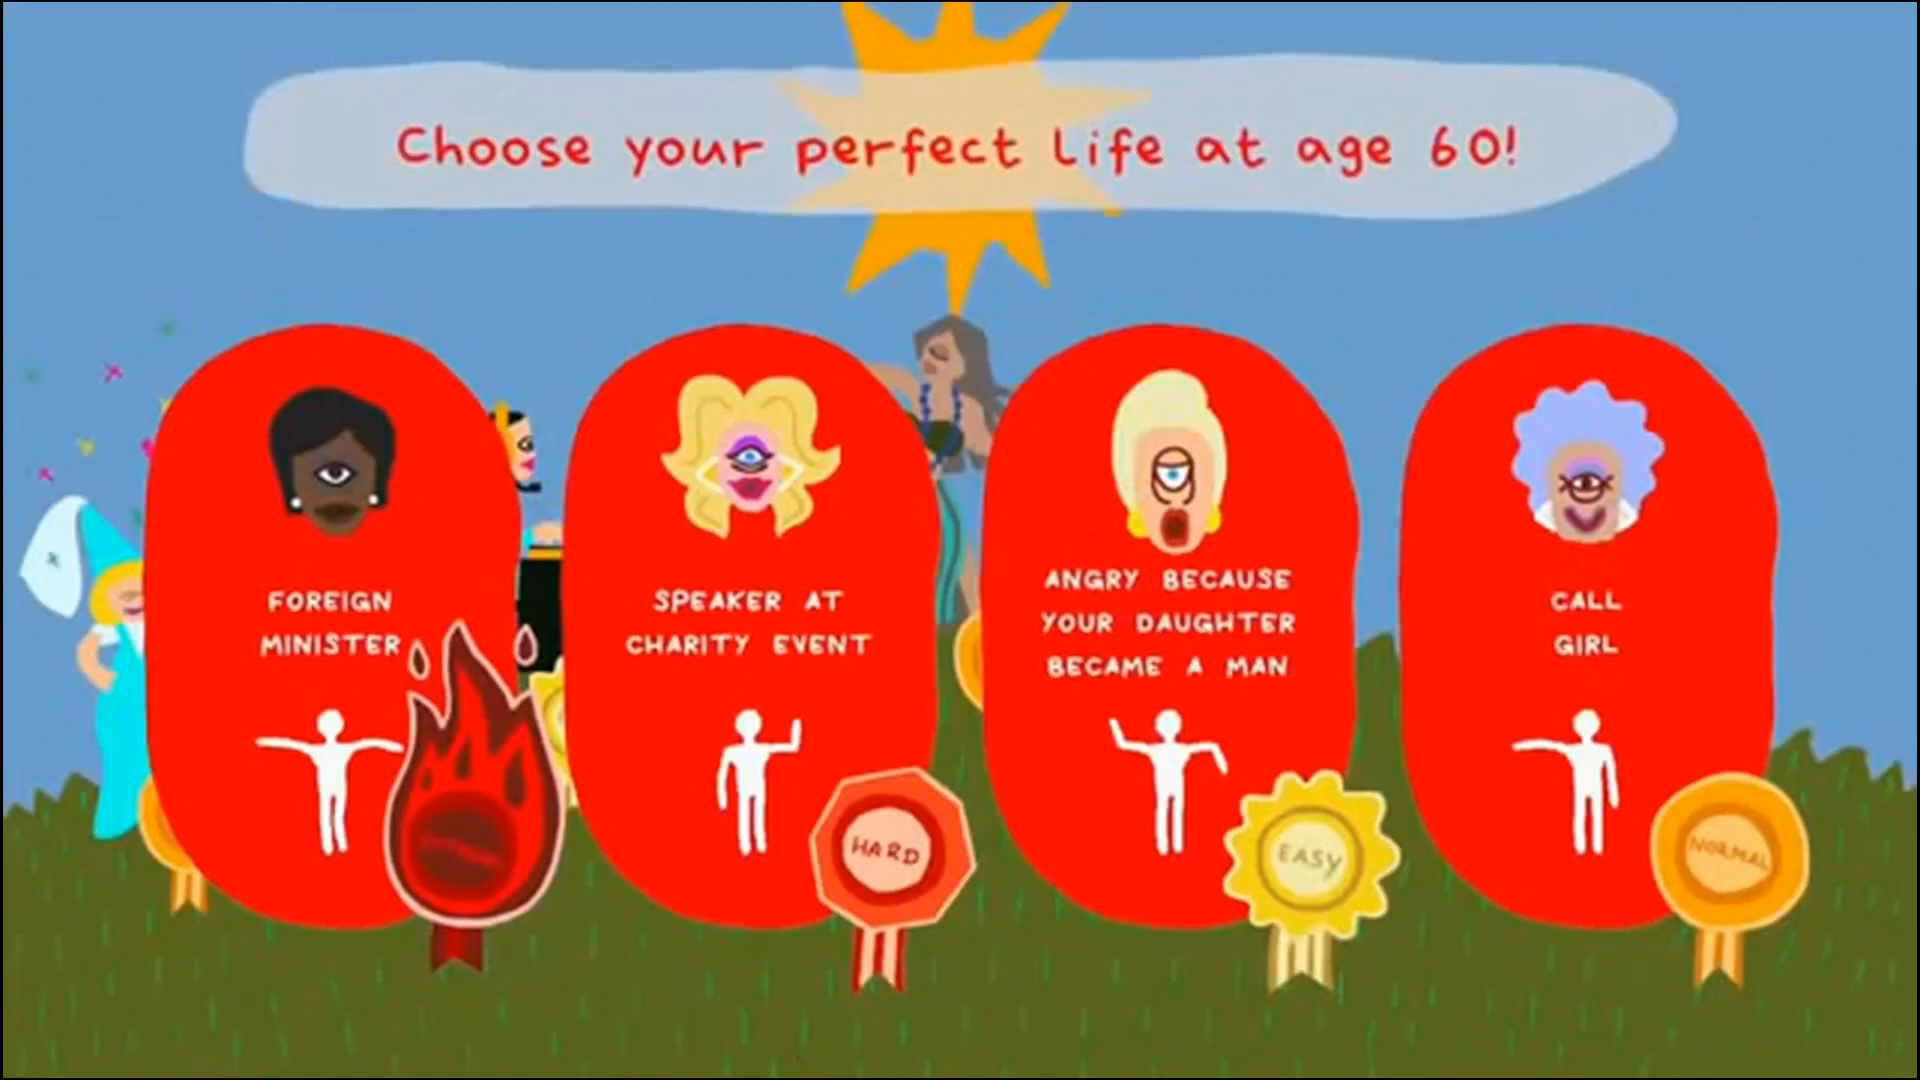 Choose your perfect life at age 60!
FOREIGN
MINISTER
SPEAKER AT
CHARITY EVENT
ANGRY BECAUSE
YOUR DAUGHTER
BECAME A MAN
CALL
GIRL
HARD
EASY
NORMAL